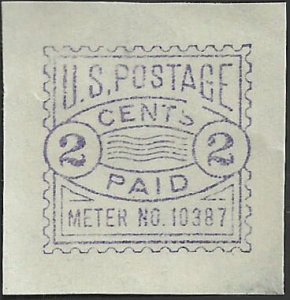 U.S. POSTAGE
CENTS
2 2
PAID
METER NO. 10387